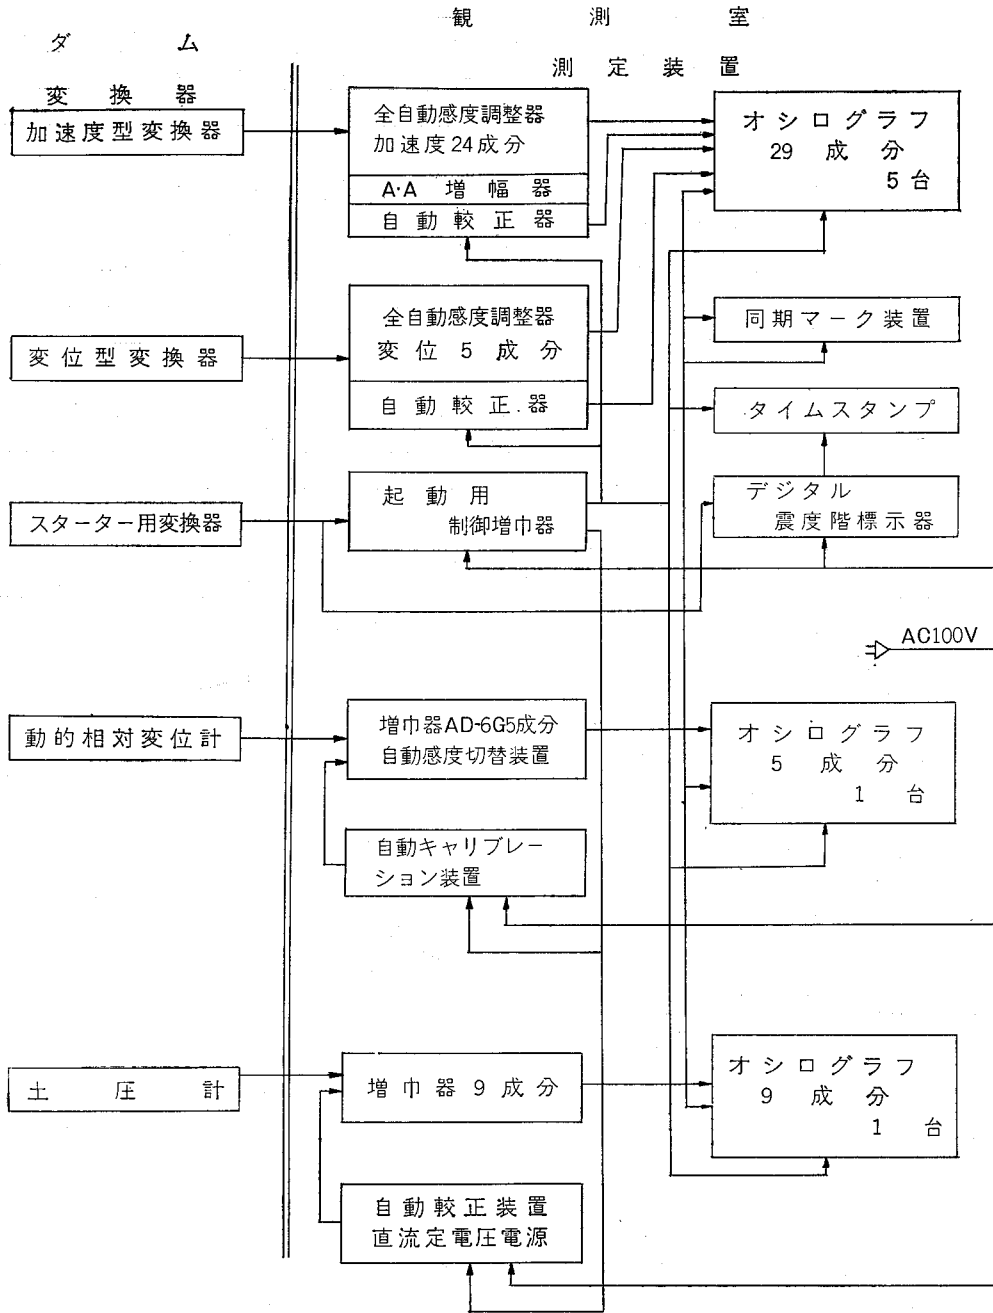 観測室
ダム
測定装置
変換器
加速度型変換器
全自動感度調整器
加速度24成分
A·A 増幅器
自動較正器
オシログラフ
29 成分
5台
変位型変換器
全自動感度調整器
変位 5 成分
自動較正器
同期マーク装置
タイムスタンプ
スターター用変換器
起動用
制御増巾器
デジタル
震度階標示器
AC100V
動的相対変位計
増巾器AD-6G5成分
自動感度切替装置
オシログラフ
5 成分
1 台
自動キャリブレー
ション装置
土圧計
増巾器9成分
オシログラフ
9 成分
1 台
自動較正装置
直流定電圧電源